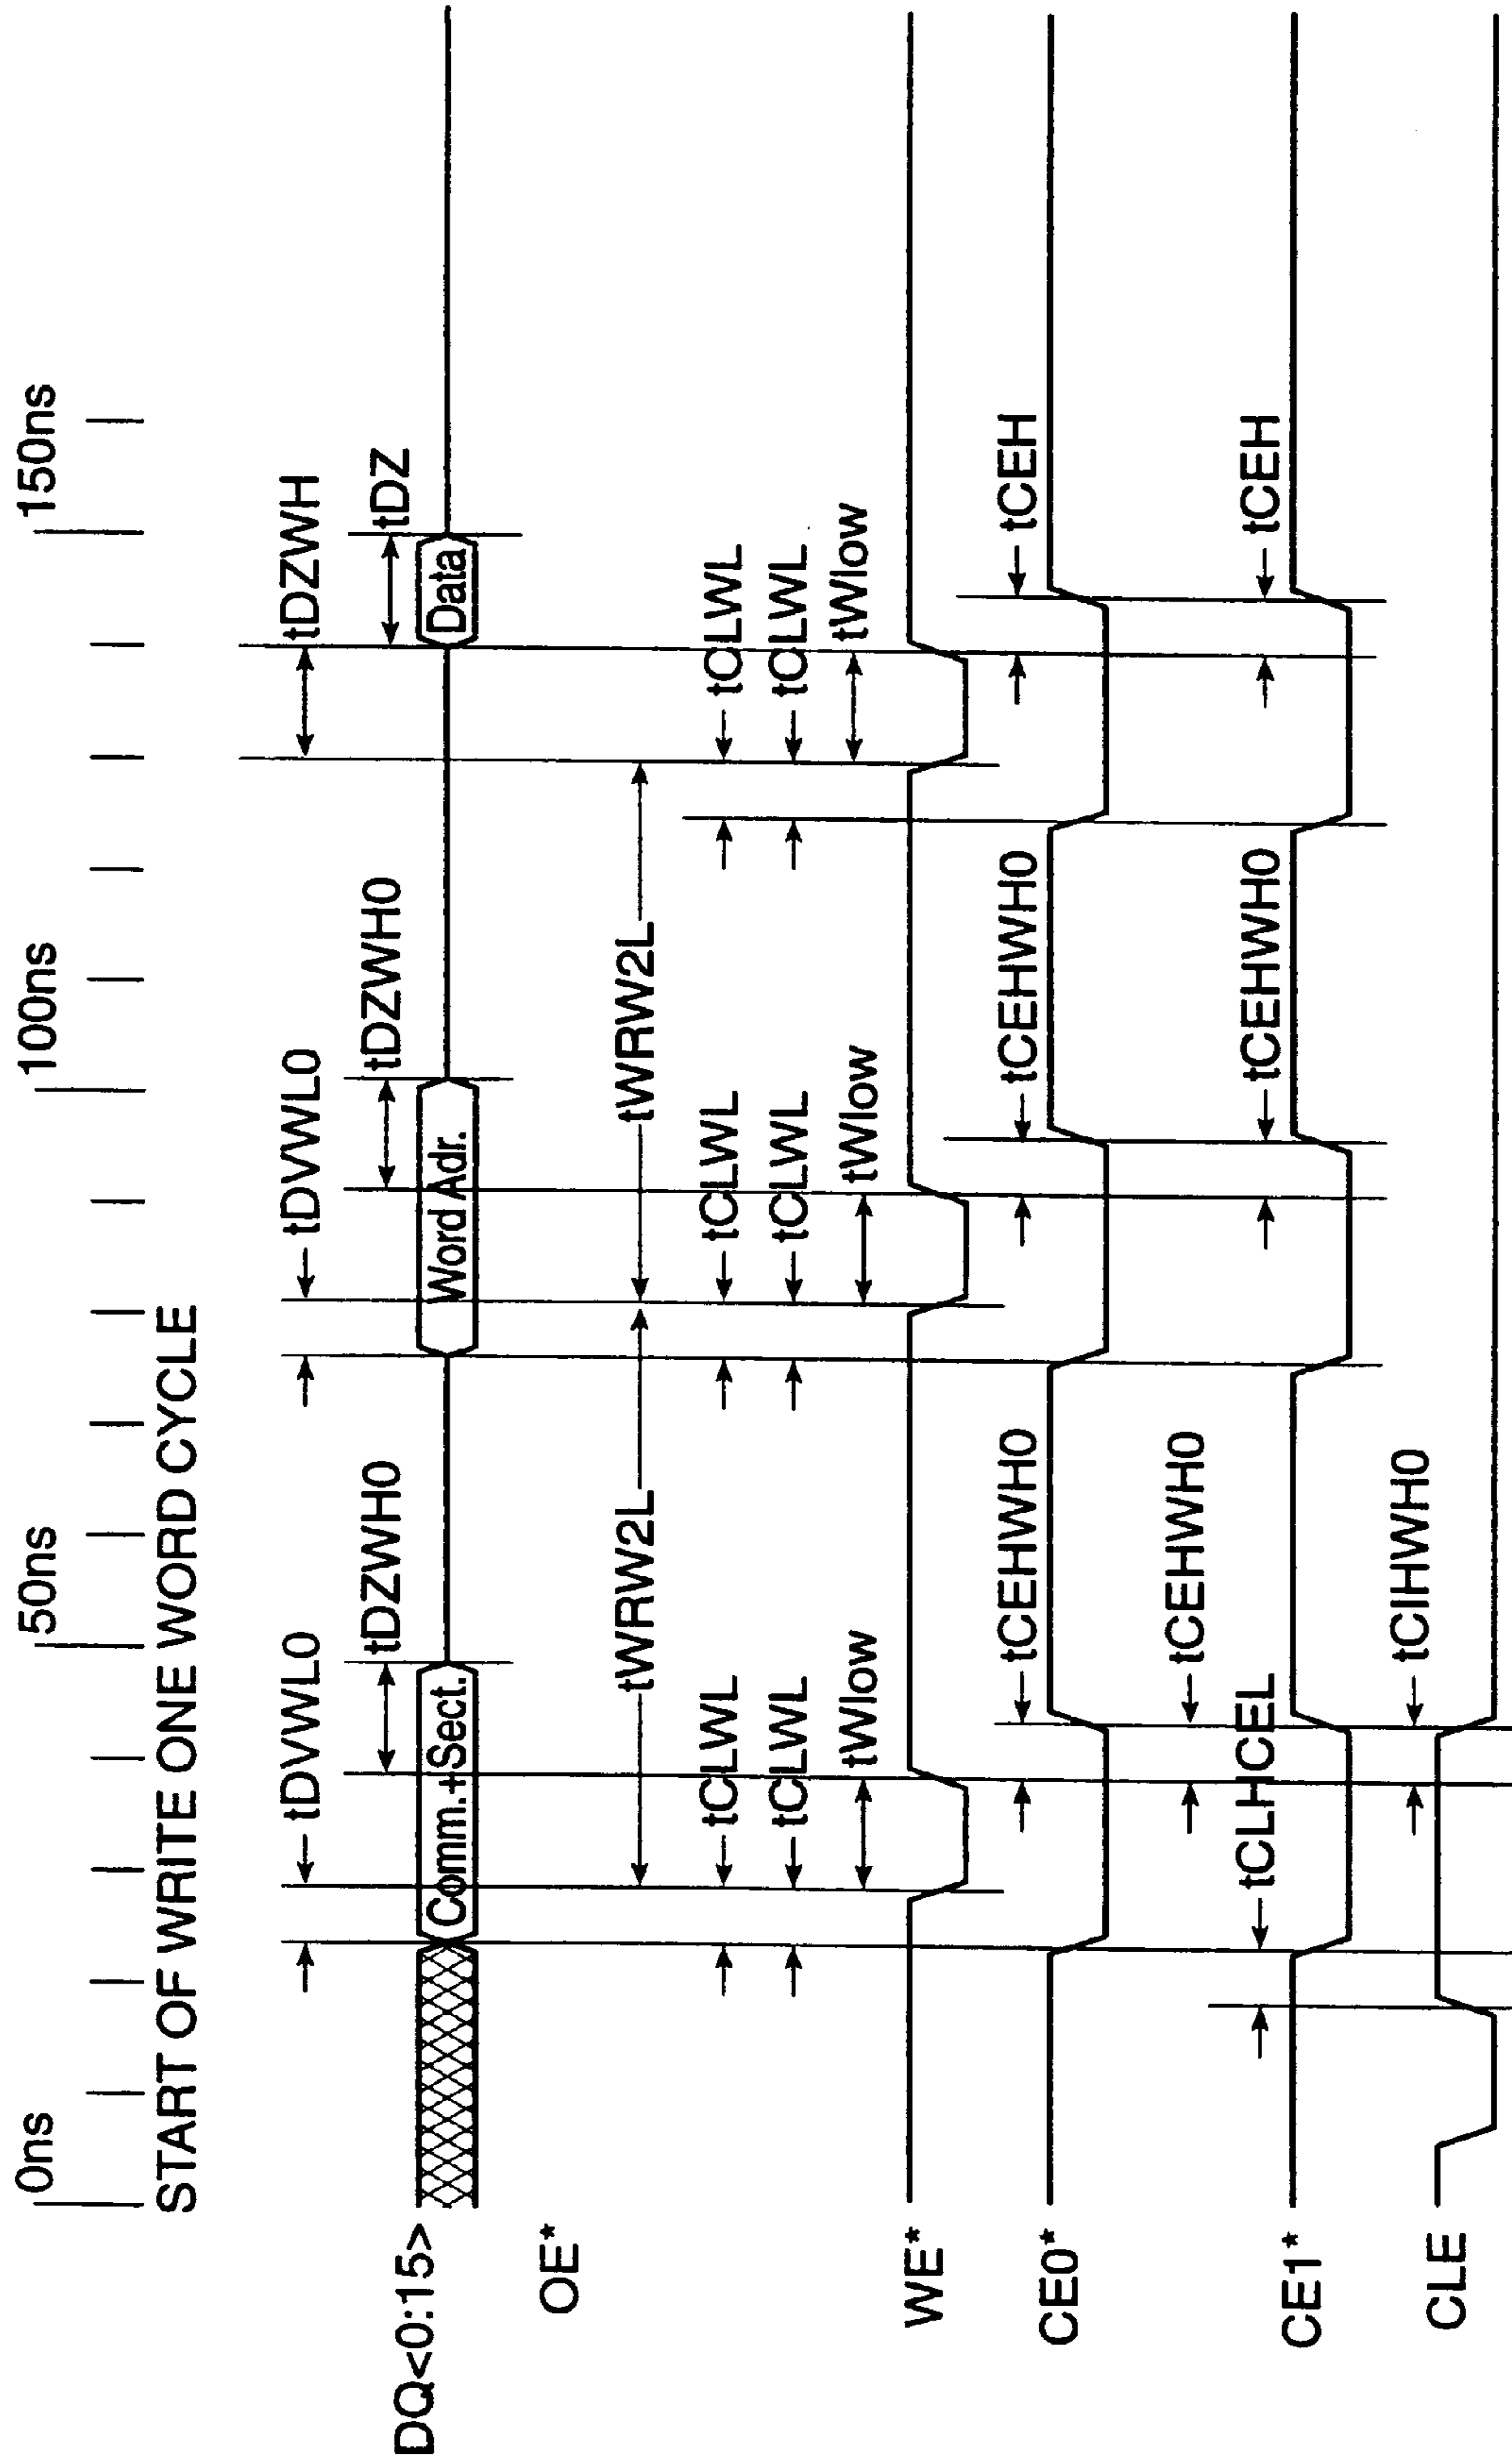 0ns 50ns 100ns 150ns
START OF WRITE ONE WORD CYCLE
tDVWL0 tDVWL0 tDZWH
tDZWH0 tDZWH0 tDZ
DQ<0:15> Comm.+Sect. Word Adr. Data
OE*
tWRW2L tWRW2L
tCLWL tCLWL tCLWL
tCLWL tCLWL tCLWL
tWlow tWlow tWlow
WE*
tCEHWH0 tCEHWH0 tCEH
CE0*
tCEHWH0
tCLHCEL tCEHWH0 tCEH
CE1*
tCIHWH0
CLE